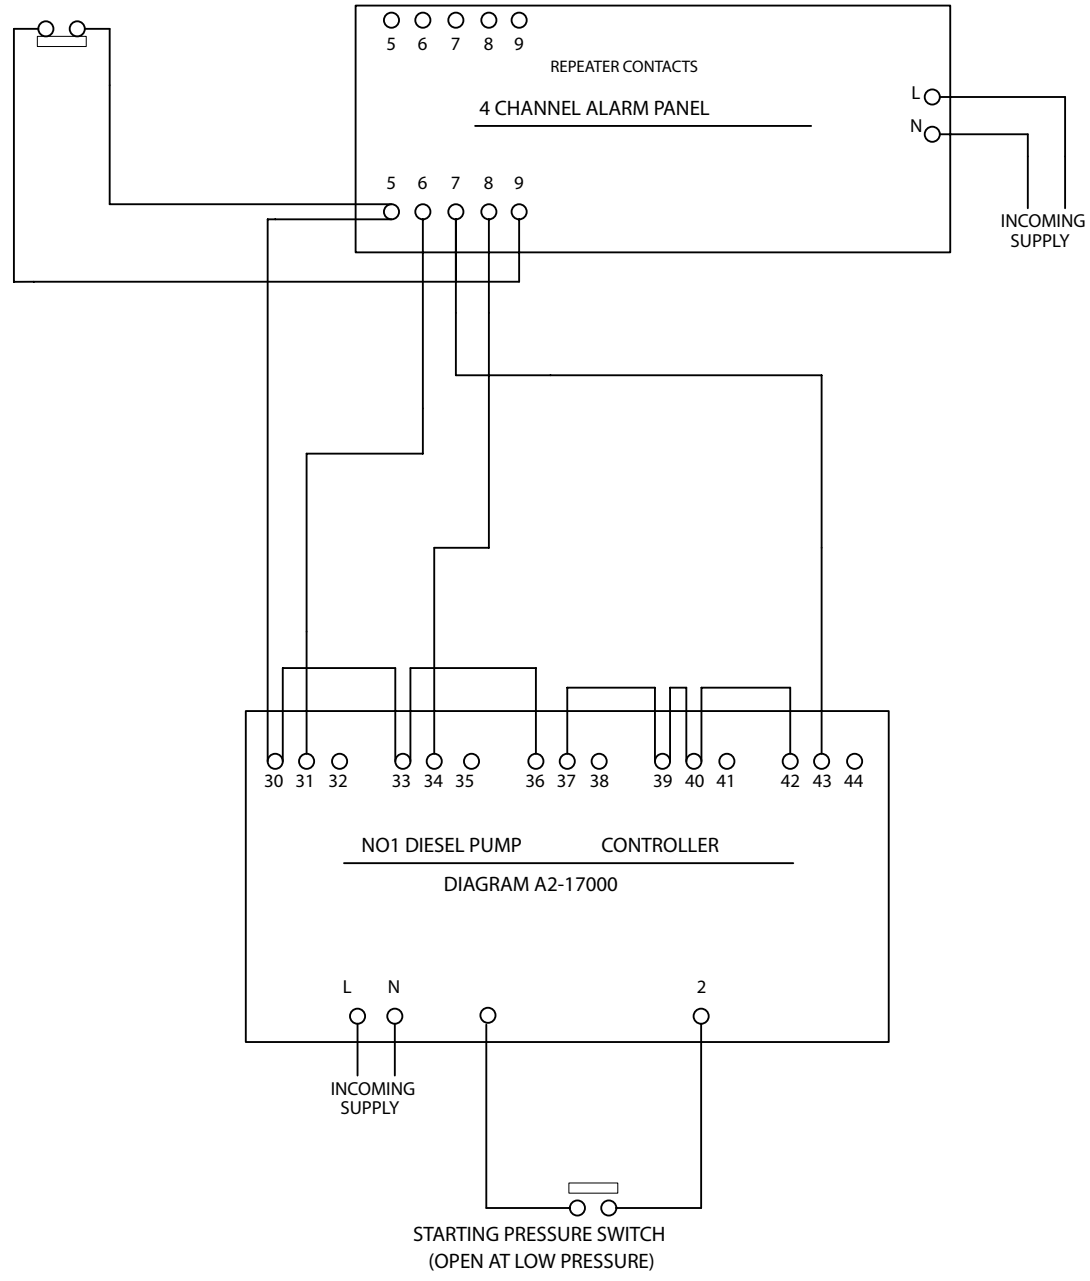 5 6 7 8 9
REPEATER CONTACTS
4 CHANNEL ALARM PANEL
L
N
5 6 7 8 9
INCOMING
SUPPLY
30 31 32 33 34 35 36 37 38 39 40 41 42 43 44
NO1 DIESEL PUMP CONTROLLER
DIAGRAM A2-17000
L N 2
INCOMING
SUPPLY
STARTING PRESSURE SWITCH
(OPEN AT LOW PRESSURE)